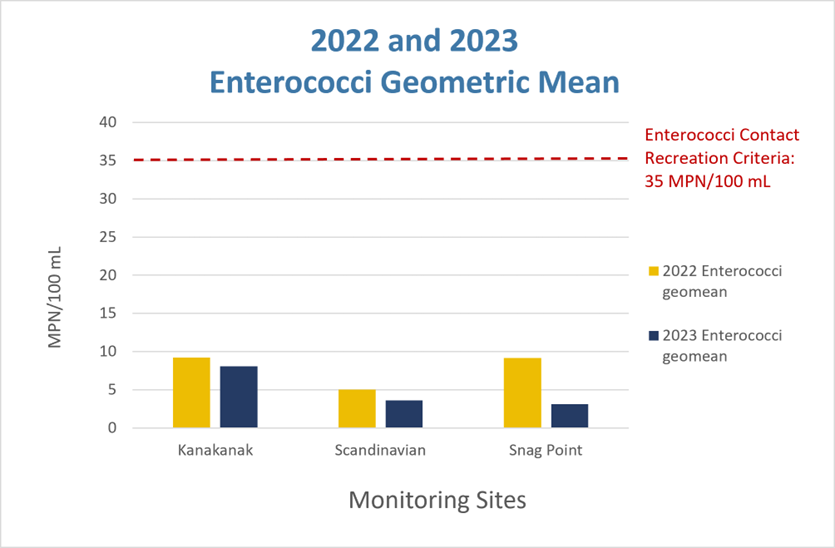 2022 and 2023
Enterococci Geometric Mean
40
35
30
25
20
15
10
5
0
MPN/100 mL
Enterococci Contact
Recreation Criteria:
35 MPN/100 mL
2022 Enterococci
geomean
2023 Enterococci
geomean
Kanakanak
Scandinavian
Snag Point
Monitoring Sites